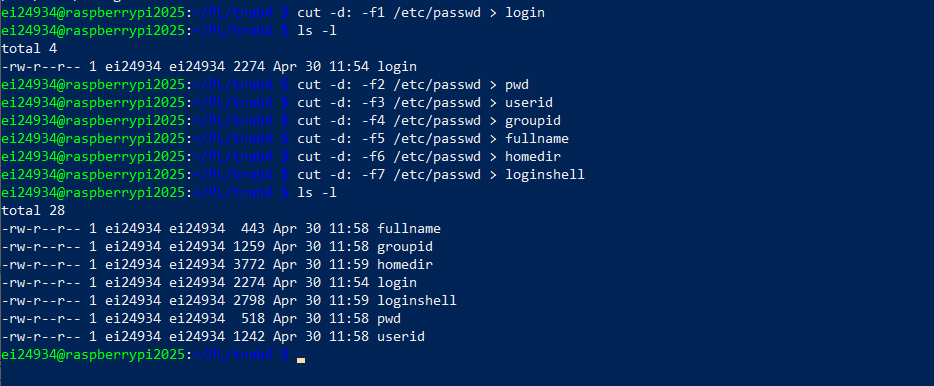 ei24934@raspberrypi2025:~/PL/trab4 $ cut -d: -f1 /etc/passwd > login
ei24934@raspberrypi2025:~/PL/trab4 $ ls -l
total 4
-rw-r--r-- 1 ei24934 ei24934 2274 Apr 30 11:54 login
ei24934@raspberrypi2025:~/PL/trab4 $ cut -d: -f2 /etc/passwd > pwd
ei24934@raspberrypi2025:~/PL/trab4 $ cut -d: -f3 /etc/passwd > userid
ei24934@raspberrypi2025:~/PL/trab4 $ cut -d: -f4 /etc/passwd > groupid
ei24934@raspberrypi2025:~/PL/trab4 $ cut -d: -f5 /etc/passwd > fullname
ei24934@raspberrypi2025:~/PL/trab4 $ cut -d: -f6 /etc/passwd > homedir
ei24934@raspberrypi2025:~/PL/trab4 $ cut -d: -f7 /etc/passwd > loginshell
ei24934@raspberrypi2025:~/PL/trab4 $ ls -l
total 28
-rw-r--r-- 1 ei24934 ei24934  443 Apr 30 11:58 fullname
-rw-r--r-- 1 ei24934 ei24934 1259 Apr 30 11:58 groupid
-rw-r--r-- 1 ei24934 ei24934 3772 Apr 30 11:59 homedir
-rw-r--r-- 1 ei24934 ei24934 2274 Apr 30 11:54 login
-rw-r--r-- 1 ei24934 ei24934 2798 Apr 30 11:59 loginshell
-rw-r--r-- 1 ei24934 ei24934  518 Apr 30 11:58 pwd
-rw-r--r-- 1 ei24934 ei24934 1242 Apr 30 11:58 userid
ei24934@raspberrypi2025:~/PL/trab4 $